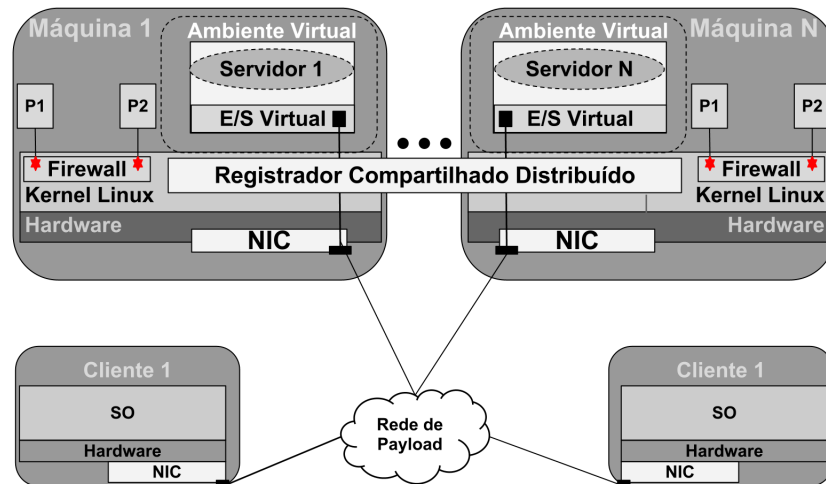 Máquina 1
Ambiente Virtual
Servidor 1
E/S Virtual
P1
P2
Firewall
Kernel Linux
Hardware
NIC
Ambiente Virtual
Máquina N
Servidor N
E/S Virtual
P1
P2
Firewall
Kernel Linux
Hardware
NIC
Registrador Compartilhado Distribuído
Cliente 1
SO
Hardware
NIC
Rede de
Payload
Cliente 1
SO
Hardware
NIC